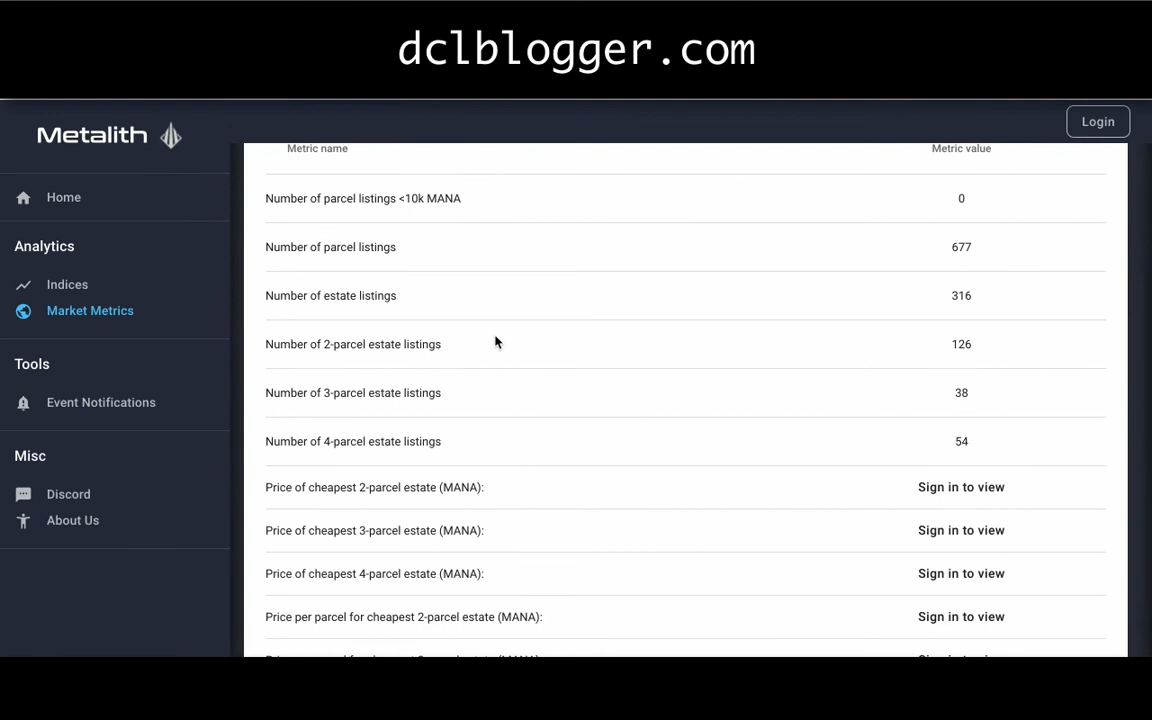 dclblogger.com
Metalith
Login
Home
Analytics
Indices
Market Metrics
Tools
Event Notifications
Misc
Discord
About Us
Metric name Metric value
Number of parcel listings <10k MANA 0
Number of parcel listings 677
Number of estate listings 316
Number of 2-parcel estate listings 126
Number of 3-parcel estate listings 38
Number of 4-parcel estate listings 54
Price of cheapest 2-parcel estate (MANA): Sign in to view
Price of cheapest 3-parcel estate (MANA): Sign in to view
Price of cheapest 4-parcel estate (MANA): Sign in to view
Price per parcel for cheapest 2-parcel estate (MANA): Sign in to view